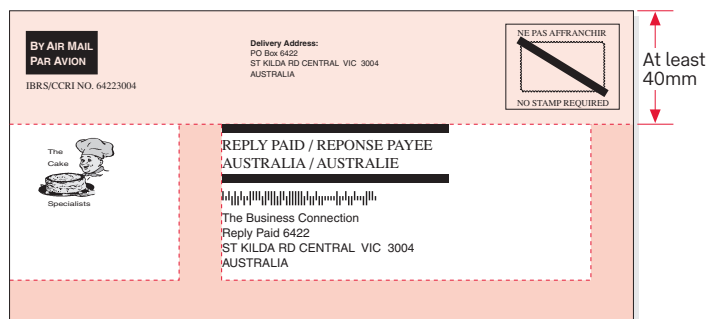 BY AIR MAIL
PAR AVION
IBRS/CCRI NO. 64223004
Delivery Address:
PO Box 6422
ST KILDA RD CENTRAL  VIC  3004
AUSTRALIA
NE PAS AFFRANCHIR
NO STAMP REQUIRED
At least
40mm
The
Cake
Specialists
REPLY PAID / REPONSE PAYEE
AUSTRALIA / AUSTRALIE
The Business Connection
Reply Paid 6422
ST KILDA RD CENTRAL  VIC  3004
AUSTRALIA